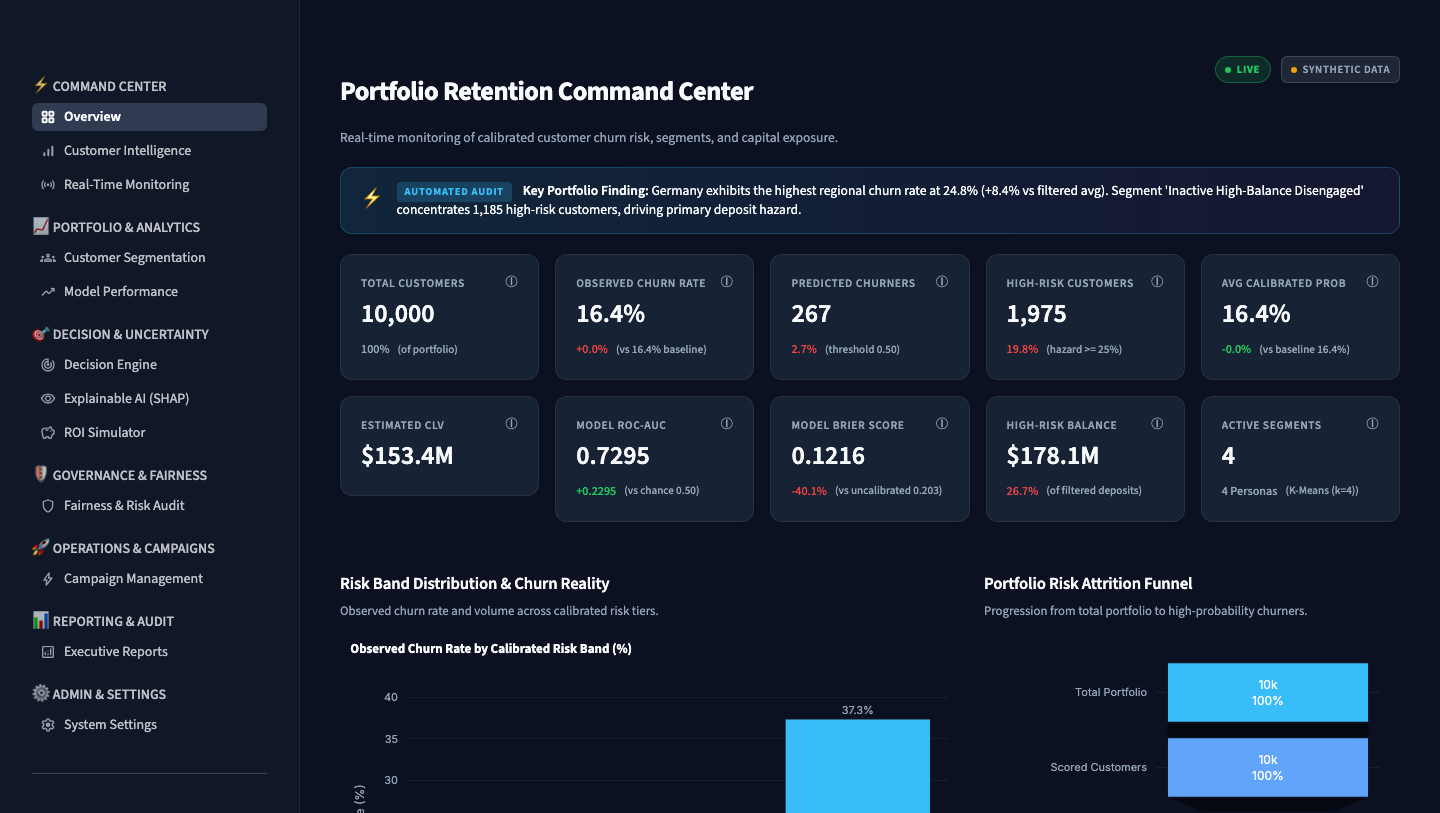 COMMAND CENTER
Overview
Customer Intelligence
Real-Time Monitoring
PORTFOLIO & ANALYTICS
Customer Segmentation
Model Performance
DECISION & UNCERTAINTY
Decision Engine
Explainable AI (SHAP)
ROI Simulator
GOVERNANCE & FAIRNESS
Fairness & Risk Audit
OPERATIONS & CAMPAIGNS
Campaign Management
REPORTING & AUDIT
Executive Reports
ADMIN & SETTINGS
System Settings
LIVE
SYNTHETIC DATA
Portfolio Retention Command Center
Real-time monitoring of calibrated customer churn risk, segments, and capital exposure.
AUTOMATED AUDIT Key Portfolio Finding: Germany exhibits the highest regional churn rate at 24.8% (+8.4% vs filtered avg). Segment 'Inactive High-Balance Disengaged'
concentrates 1,185 high-risk customers, driving primary deposit hazard.
TOTAL CUSTOMERS
10,000
100% (of portfolio)
OBSERVED CHURN RATE
16.4%
+0.0% (vs 16.4% baseline)
PREDICTED CHURNERS
267
2.7% (threshold 0.50)
HIGH-RISK CUSTOMERS
1,975
19.8% (hazard >= 25%)
AVG CALIBRATED PROB
16.4%
-0.0% (vs baseline 16.4%)
ESTIMATED CLV
$153.4M
MODEL ROC-AUC
0.7295
+0.2295 (vs chance 0.50)
MODEL BRIER SCORE
0.1216
-40.1% (vs uncalibrated 0.203)
HIGH-RISK BALANCE
$178.1M
26.7% (of filtered deposits)
ACTIVE SEGMENTS
4
4 Personas (K-Means (k=4))
Risk Band Distribution & Churn Reality
Observed churn rate and volume across calibrated risk tiers.
Observed Churn Rate by Calibrated Risk Band (%)
40
37.3%
35
30
e (%)
Portfolio Risk Attrition Funnel
Progression from total portfolio to high-probability churners.
Total Portfolio
10k
100%
Scored Customers
10k
100%